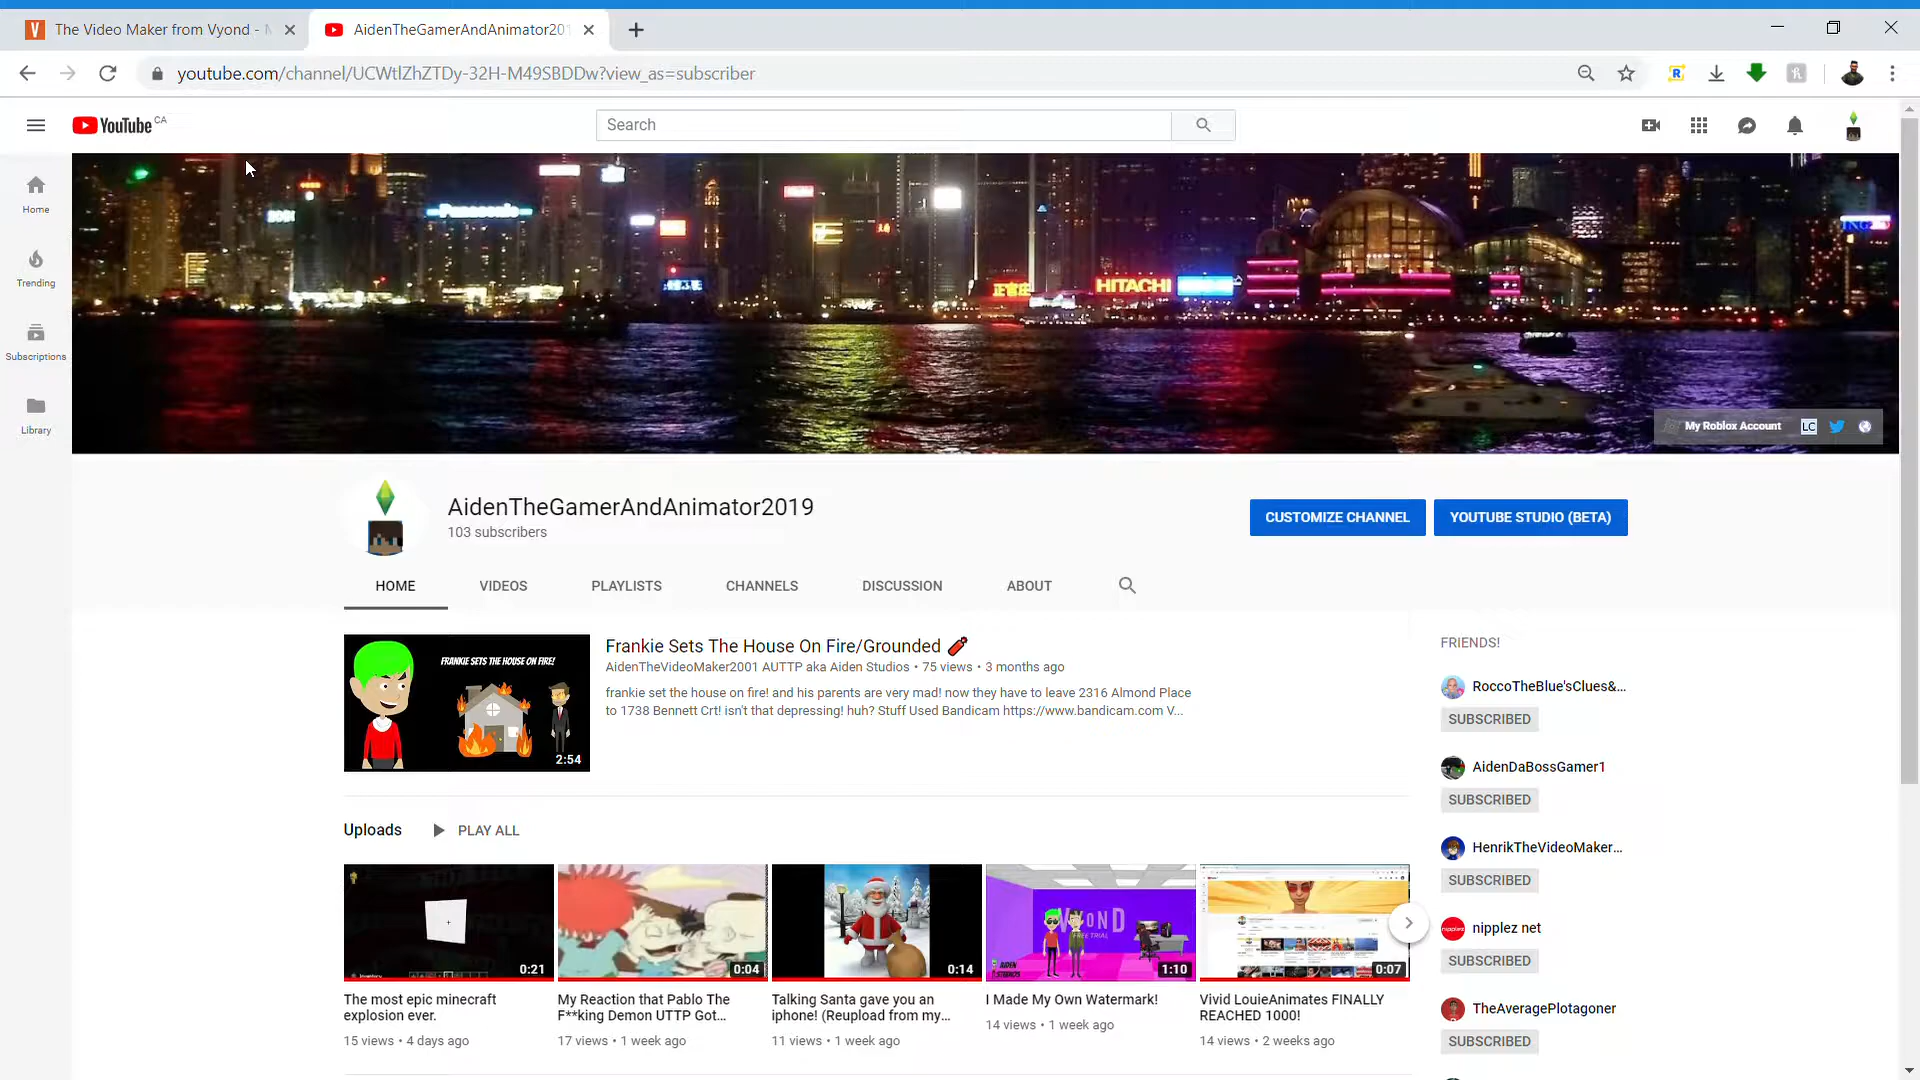 The Video Maker from Vyond -
AidenTheGamerAndAnimator201
youtube.com/channel/UCWtlZhZTDy-32H-M49SBDDw?view_as=subscriber
YouTube CA
Search
Home
Trending
Subscriptions
Library
Panasonic
HITACHI
ING
My Roblox Account
LC
AidenTheGamerAndAnimator2019
103 subscribers
CUSTOMIZE CHANNEL
YOUTUBE STUDIO (BETA)
HOME
VIDEOS
PLAYLISTS
CHANNELS
DISCUSSION
ABOUT
FRANKIE SETS THE HOUSE ON FIRE!
2:54
Frankie Sets The House On Fire/Grounded
AidenTheVideoMaker2001 AUTTP aka Aiden Studios • 75 views • 3 months ago
frankie set the house on fire! and his parents are very mad! now they have to leave 2316 Almond Place
to 1738 Bennett Crt! isn't that depressing! huh? Stuff Used Bandicam https://www.bandicam.com V...
FRIENDS!
RoccoTheBlue'sClues&...
SUBSCRIBED
AidenDaBossGamer1
SUBSCRIBED
HenrikTheVideoMaker...
SUBSCRIBED
nipplez net
SUBSCRIBED
TheAveragePlotagoner
SUBSCRIBED
Uploads
PLAY ALL
0:21
The most epic minecraft
explosion ever.
15 views • 4 days ago
0:04
My Reaction that Pablo The
F**king Demon UTTP Got...
17 views • 1 week ago
0:14
Talking Santa gave you an
iphone! (Reupload from my...
11 views • 1 week ago
VYOND
FREE TRIAL
AIDEN
STUDIOS
1:10
I Made My Own Watermark!
14 views • 1 week ago
0:07
Vivid LouieAnimates FINALLY
REACHED 1000!
14 views • 2 weeks ago